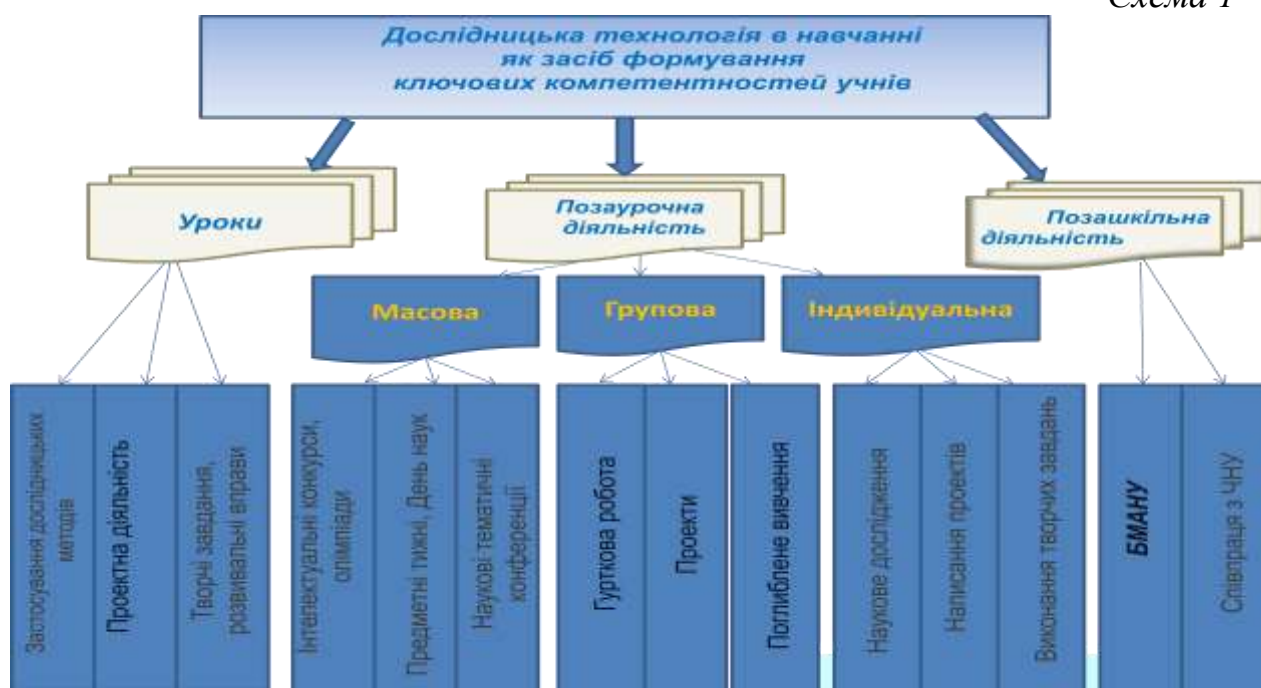 Схема 1
Дослідницька технологія в навчанні
як засіб формування
ключових компетентностей учнів
Уроки
Позаурочна
діяльність
Позашкільна
діяльність
Масова
Групова
Індивідуальна
Застосування дослідницьких
методів
Проектна діяльність
Творчі завдання,
розвивальні вправи
Інтелектуальні конкурси,
олімпіади
Предметні тижні, День наук
Наукові тематичні
конференції
Гурткова робота
Проекти
Поглиблене вивчення
Наукове дослідження
Написання проектів
Виконання творчих завдань
БМАНУ
Співпраця з ЧНУ